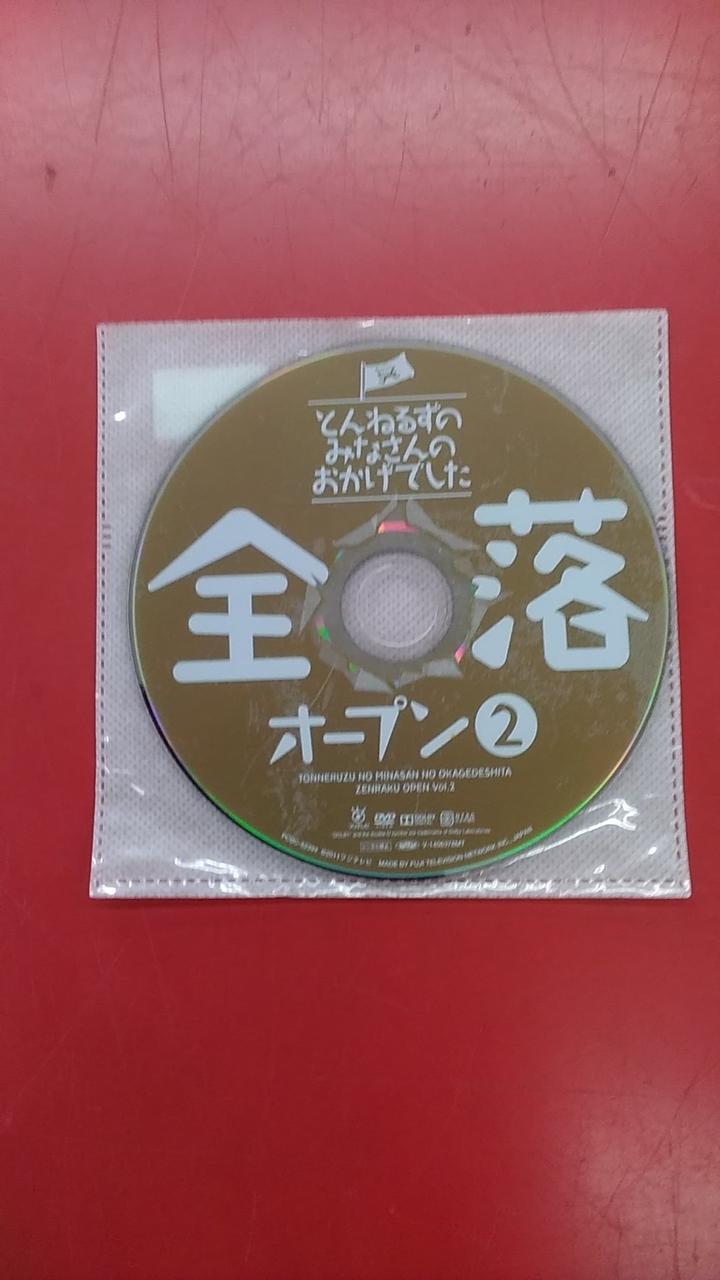 とんねるずの
みなさんの
おかげでした
全落
オープン②
TONNERUZU NO MINASAN NO OKAGEDESHITA
ZENRAKU OPEN Vol.2
DVD
MADE BY FUJI TELEVISION NETWORK, INC., JAPAN